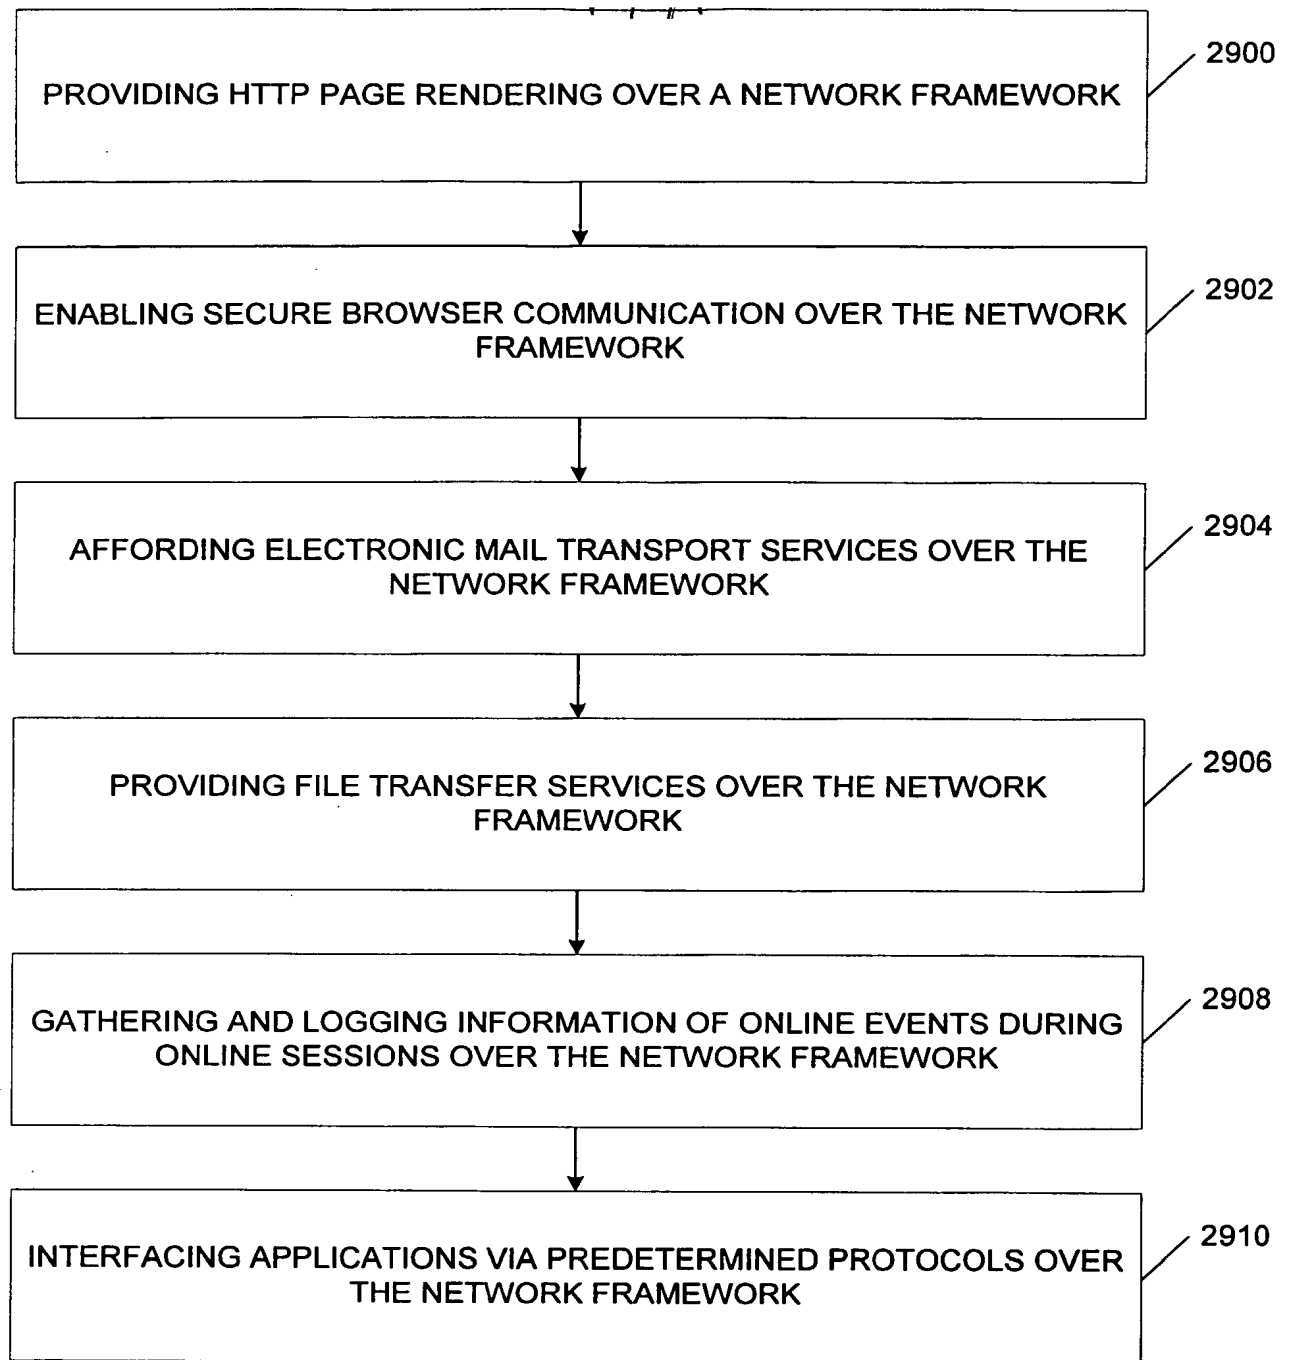 PROVIDING HTTP PAGE RENDERING OVER A NETWORK FRAMEWORK
2900
ENABLING SECURE BROWSER COMMUNICATION OVER THE NETWORK
FRAMEWORK
2902
AFFORDING ELECTRONIC MAIL TRANSPORT SERVICES OVER THE
NETWORK FRAMEWORK
2904
PROVIDING FILE TRANSFER SERVICES OVER THE NETWORK
FRAMEWORK
2906
GATHERING AND LOGGING INFORMATION OF ONLINE EVENTS DURING
ONLINE SESSIONS OVER THE NETWORK FRAMEWORK
2908
INTERFACING APPLICATIONS VIA PREDETERMINED PROTOCOLS OVER
THE NETWORK FRAMEWORK
2910